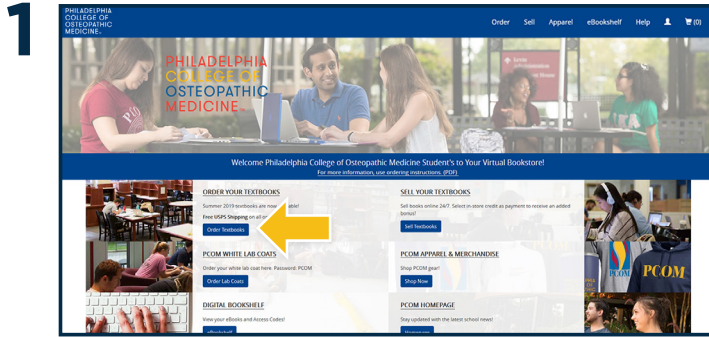 1
PHILADELPHIA
COLLEGE OF
OSTEOPATHIC
MEDICINE
Order Sell Apparel eBookshelf Help (0)
PHILADELPHIA
COLLEGE OF
OSTEOPATHIC
MEDICINE
Welcome Philadelphia College of Osteopathic Medicine Student's to Your Virtual Bookstore!
For more information, use ordering instructions. (PDF)
ORDER YOUR TEXTBOOKS
Summer 2019 textbooks are now
Free USPS Shipping on all
Order Textbooks
SELL YOUR TEXTBOOKS
Sell books online 24/7. Select in-store credit as payment to receive an added
bonus!
Sell Textbooks
PCOM WHITE LAB COATS
Order your white lab coat here. Password: PCOM
Order Lab Coats
PCOM APPAREL & MERCHANDISE
Shop PCOM gear!
Shop Now
PCOM
PCOM
DIGITAL BOOKSHELF
View your eBooks and Access Codes!
eBookshelf
PCOM HOMEPAGE
Stay updated with the latest school news!
Homepage